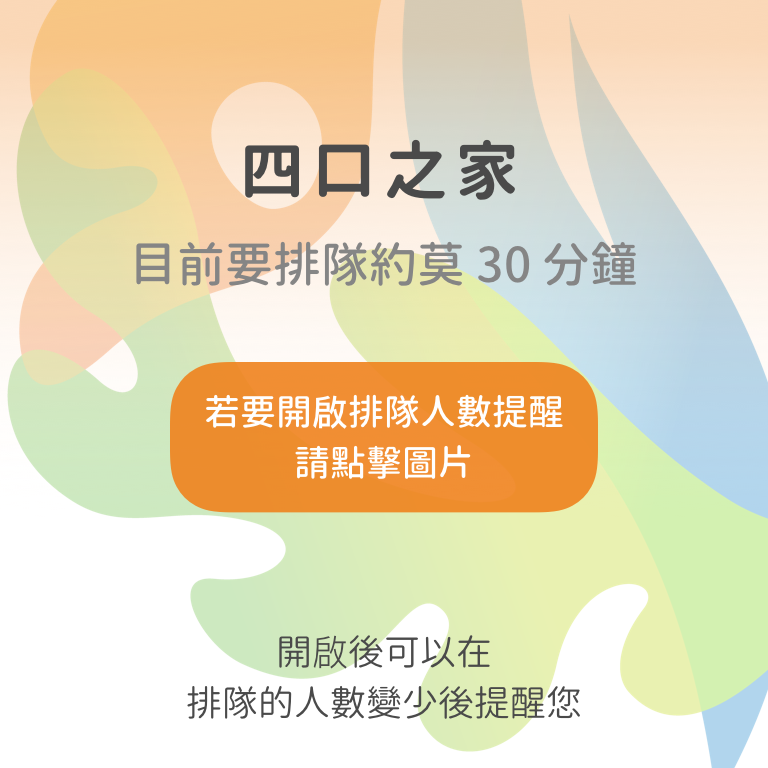 四口之家
目前要排隊約莫 30 分鐘
若要開啟排隊人數提醒
請點擊圖片
開啟後可以在
排隊的人數變少後提醒您